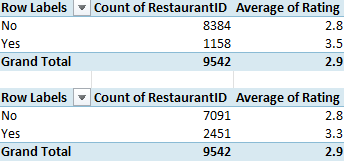 Row Labels Count of RestaurantID Average of Rating
No 8384 2.8
Yes 1158 3.5
Grand Total 9542 2.9
Row Labels Count of RestaurantID Average of Rating
No 7091 2.8
Yes 2451 3.3
Grand Total 9542 2.9